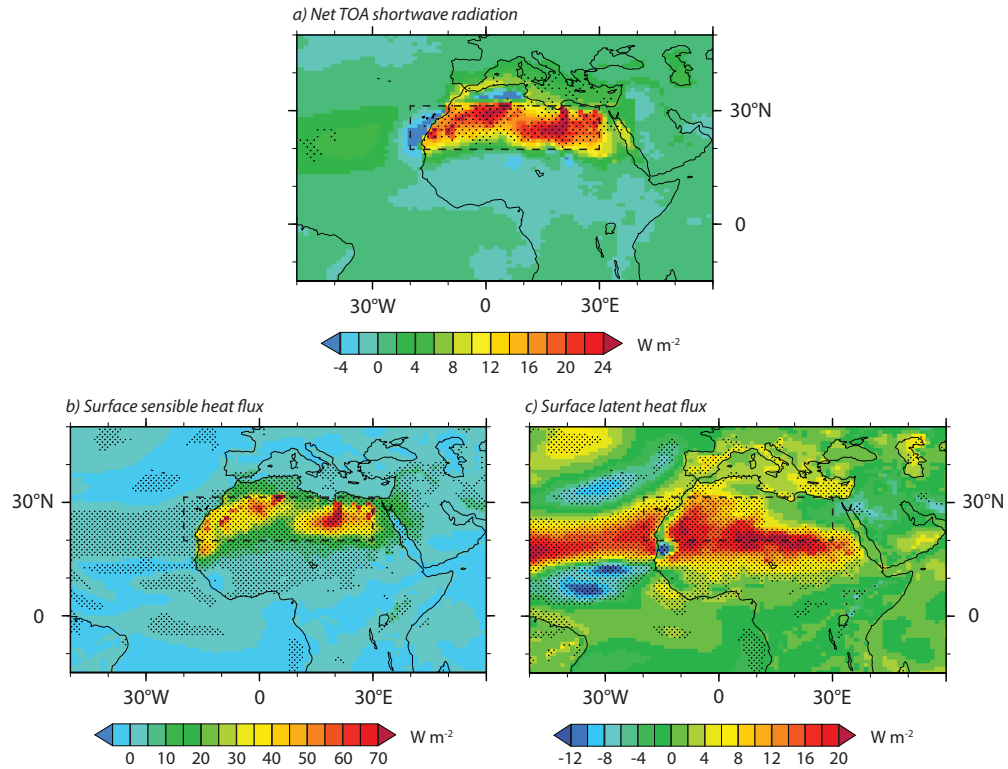 a) Net TOA shortwave radiation
30°N
0
30°W 0 30°E
-4 0 4 8 12 16 20 24 W m-2
b) Surface sensible heat flux
30°N
0
30°W 0 30°E
0 10 20 30 40 50 60 70 W m-2
c) Surface latent heat flux
30°N
0
30°W 0 30°E
-12 -8 -4 0 4 8 12 16 20 W m-2